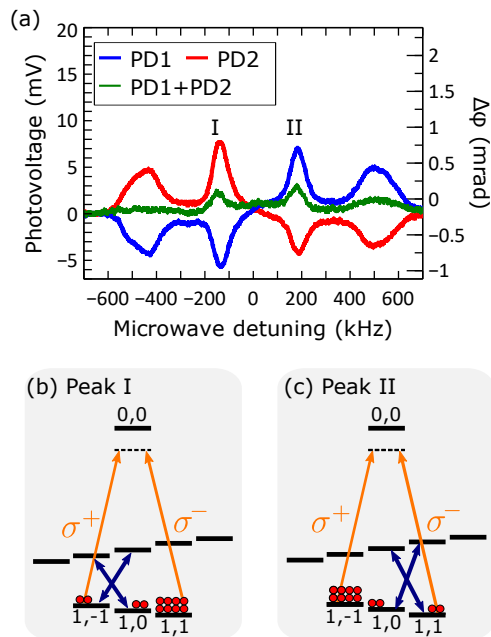 (a)
PD1 PD2
PD1+PD2
I II
20
15
10
5
0
−5
Photovoltage (mV)
2
1.5
1
0.5
0
−0.5
−1
Δφ (mrad)
−600 −400 −200 0 200 400 600
Microwave detuning (kHz)
(b) Peak I
0,0
σ+ σ−
1,-1 1,0 1,1
(c) Peak II
0,0
σ+ σ−
1,-1 1,0 1,1